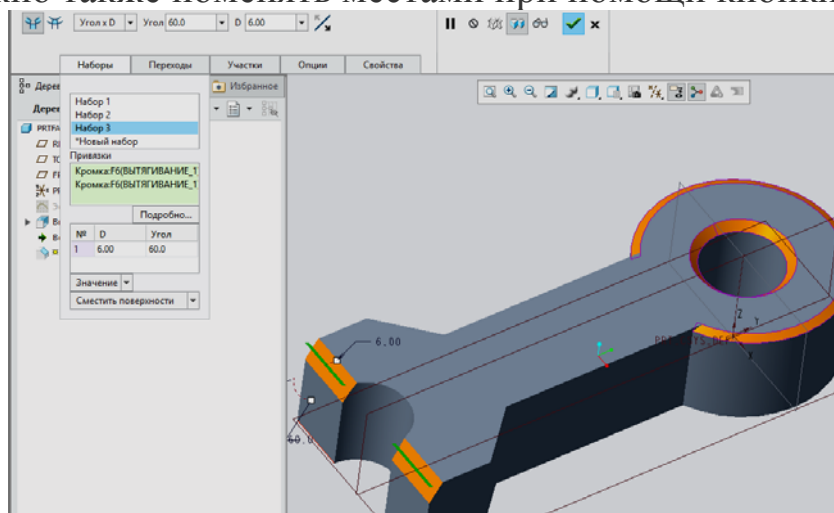 также поменять местами при помощи кнопки
Угол x D Угол 60.0 D 6.00
Наборы Переходы Участки Опции Свойства
Избранное
Набор 1
Набор 2
Набор 3
*Новый набор
Привязки
Кромка:F6(ВЫТЯГИВАНИЕ_1)
Кромка:F6(ВЫТЯГИВАНИЕ_1)
Подробно...
№ D Угол
1 6.00 60.0
Значение
Сместить поверхности
6.00
60.0
Z
Y
X